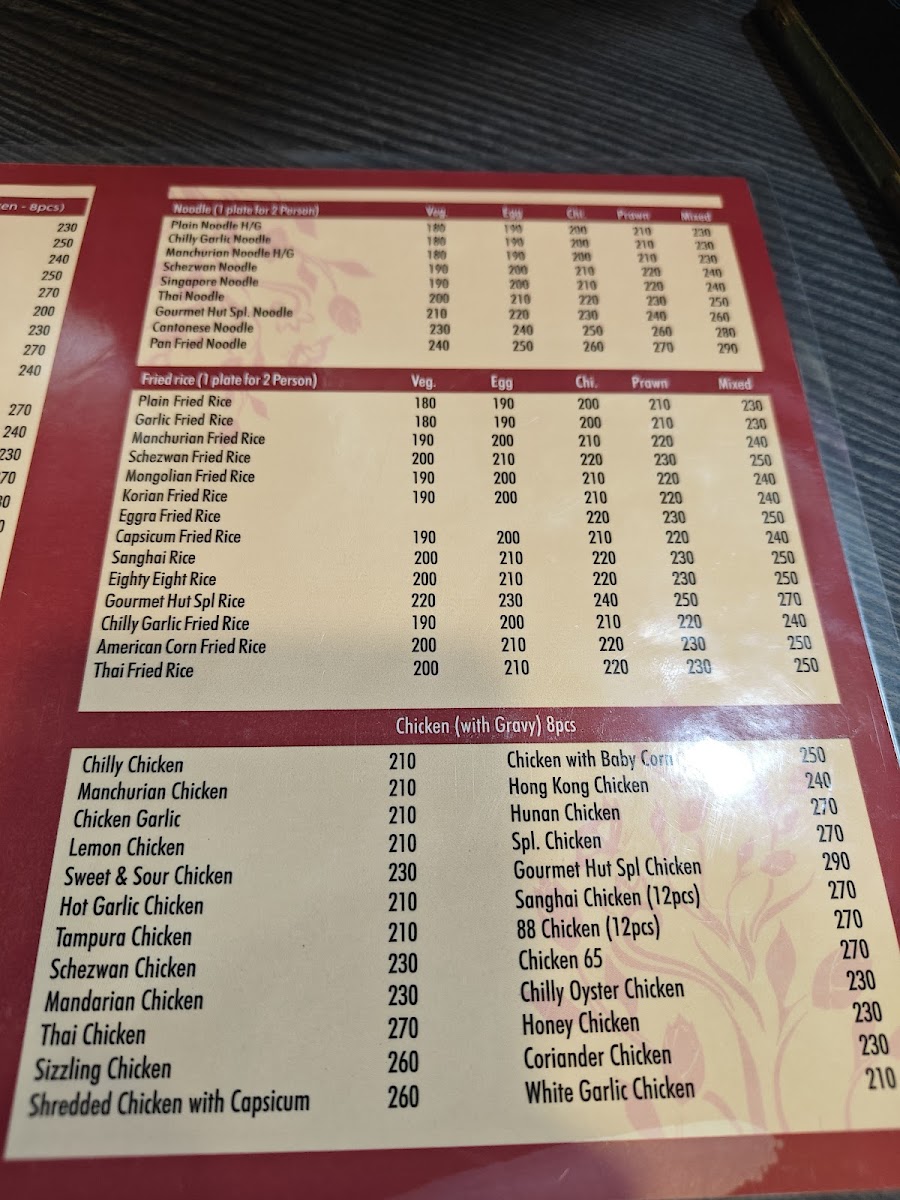 en - 8pcs)
230
250
240
250
270
200
230
270
240
270
240
230
70
Noodle (1 plate for 2 Person) Veg. Egg Chi. Prawn Mixed
Plain Noodle H/G 180 190 200 210 230
Chilly Garlic Noodle 180 190 200 210 230
Manchurian Noodle H/G 180 190 200 210 230
Schezwan Noodle 190 200 210 220 240
Singapore Noodle 190 200 210 220 240
Thai Noodle 200 210 220 230 250
Gourmet Hut Spl. Noodle 210 220 230 240 260
Cantonese Noodle 230 240 250 260 280
Pan Fried Noodle 240 250 260 270 290
Fried rice (1 plate for 2 Person) Veg. Egg Chi. Prawn Mixed
Plain Fried Rice 180 190 200 210 230
Garlic Fried Rice 180 190 200 210 230
Manchurian Fried Rice 190 200 210 220 240
Schezwan Fried Rice 200 210 220 230 250
Mongolian Fried Rice 190 200 210 220 240
Korian Fried Rice 190 200 210 220 240
Eggra Fried Rice 220 230 250
Capsicum Fried Rice 190 200 210 220 240
Sanghai Rice 200 210 220 230 250
Eighty Eight Rice 200 210 220 230 250
Gourmet Hut Spl Rice 220 230 240 250 270
Chilly Garlic Fried Rice 190 200 210 220 240
American Corn Fried Rice 200 210 220 230 250
Thai Fried Rice 200 210 220 230 250
Chicken (with Gravy) 8pcs
Chilly Chicken 210
Manchurian Chicken 210
Chicken Garlic 210
Lemon Chicken 210
Sweet & Sour Chicken 230
Hot Garlic Chicken 210
Tampura Chicken 210
Schezwan Chicken 230
Mandarian Chicken 230
Thai Chicken 270
Sizzling Chicken 260
Shredded Chicken with Capsicum 260
Chicken with Baby Corn 250
Hong Kong Chicken 240
Hunan Chicken 270
Spl. Chicken 270
Gourmet Hut Spl Chicken 290
Sanghai Chicken (12pcs) 270
88 Chicken (12pcs) 270
Chicken 65 270
Chilly Oyster Chicken 230
Honey Chicken 230
Coriander Chicken 230
White Garlic Chicken 210